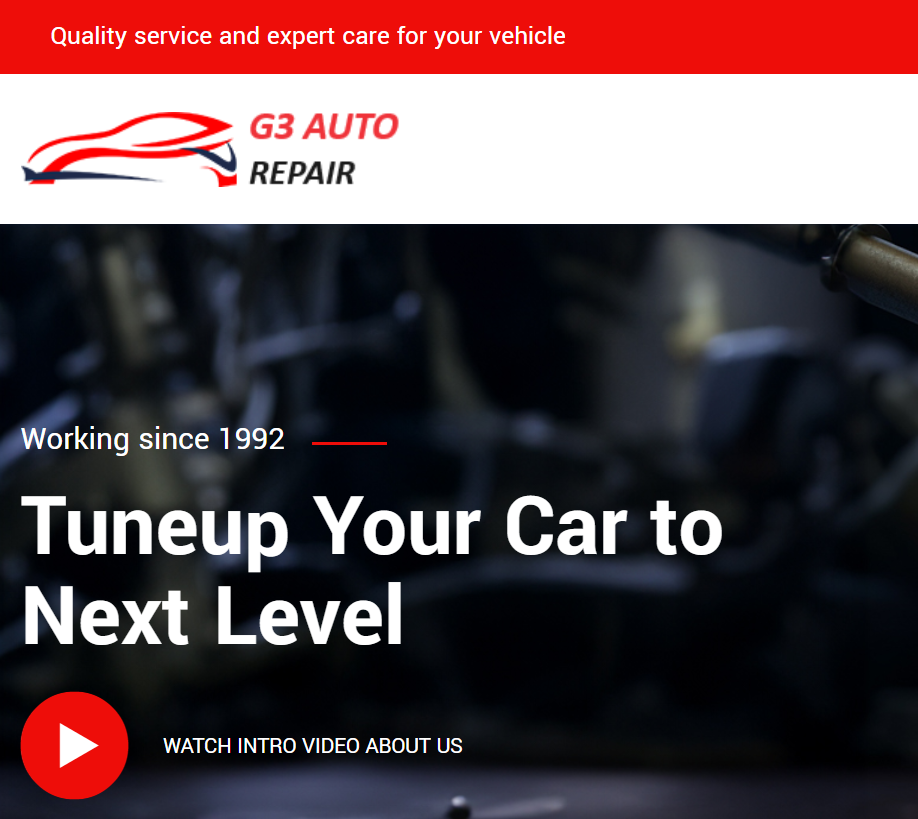 Quality service and expert care for your vehicle
G3 AUTO
REPAIR
Working since 1992
Tuneup Your Car to
Next Level
WATCH INTRO VIDEO ABOUT US